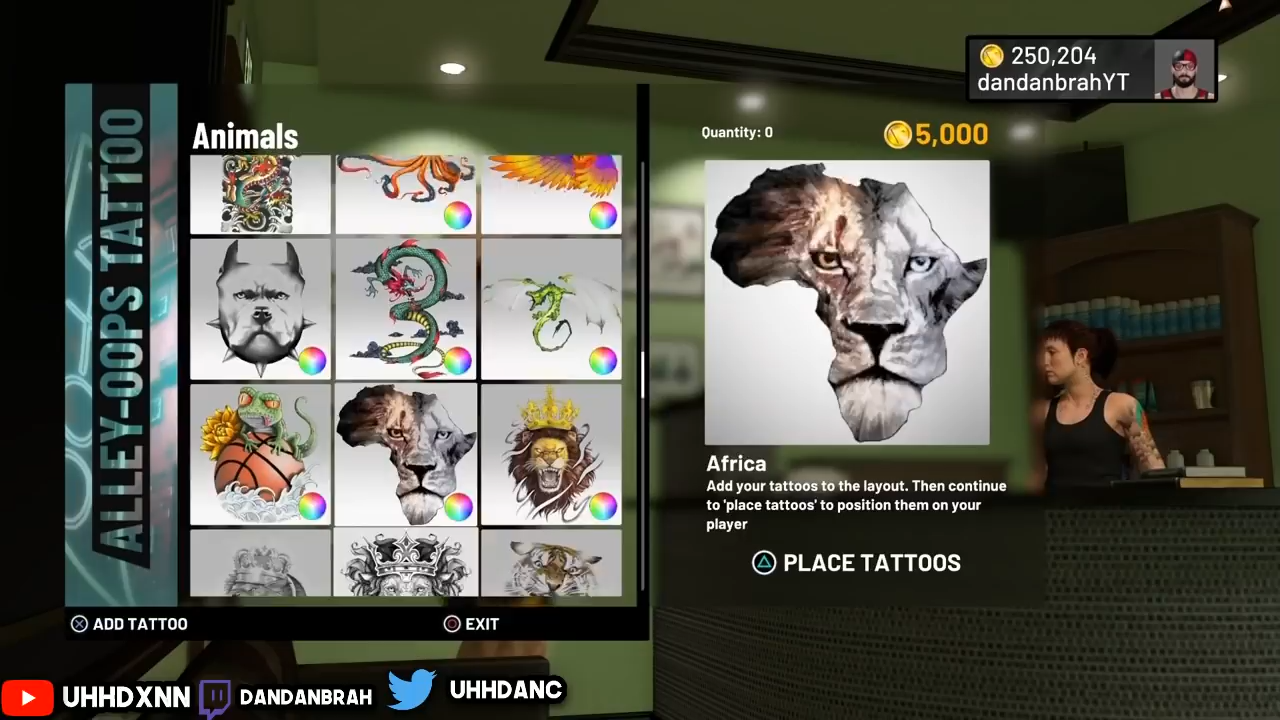 250,204
dandanbrahYT
ALLEY-OOPS TATTOO
Animals
Quantity: 0
5,000
Africa
Add your tattoos to the layout. Then continue
to 'place tattoos' to position them on your
player
PLACE TATTOOS
ADD TATTOO
EXIT
UHHDXNN
DANDANBRAH
UHHDANC